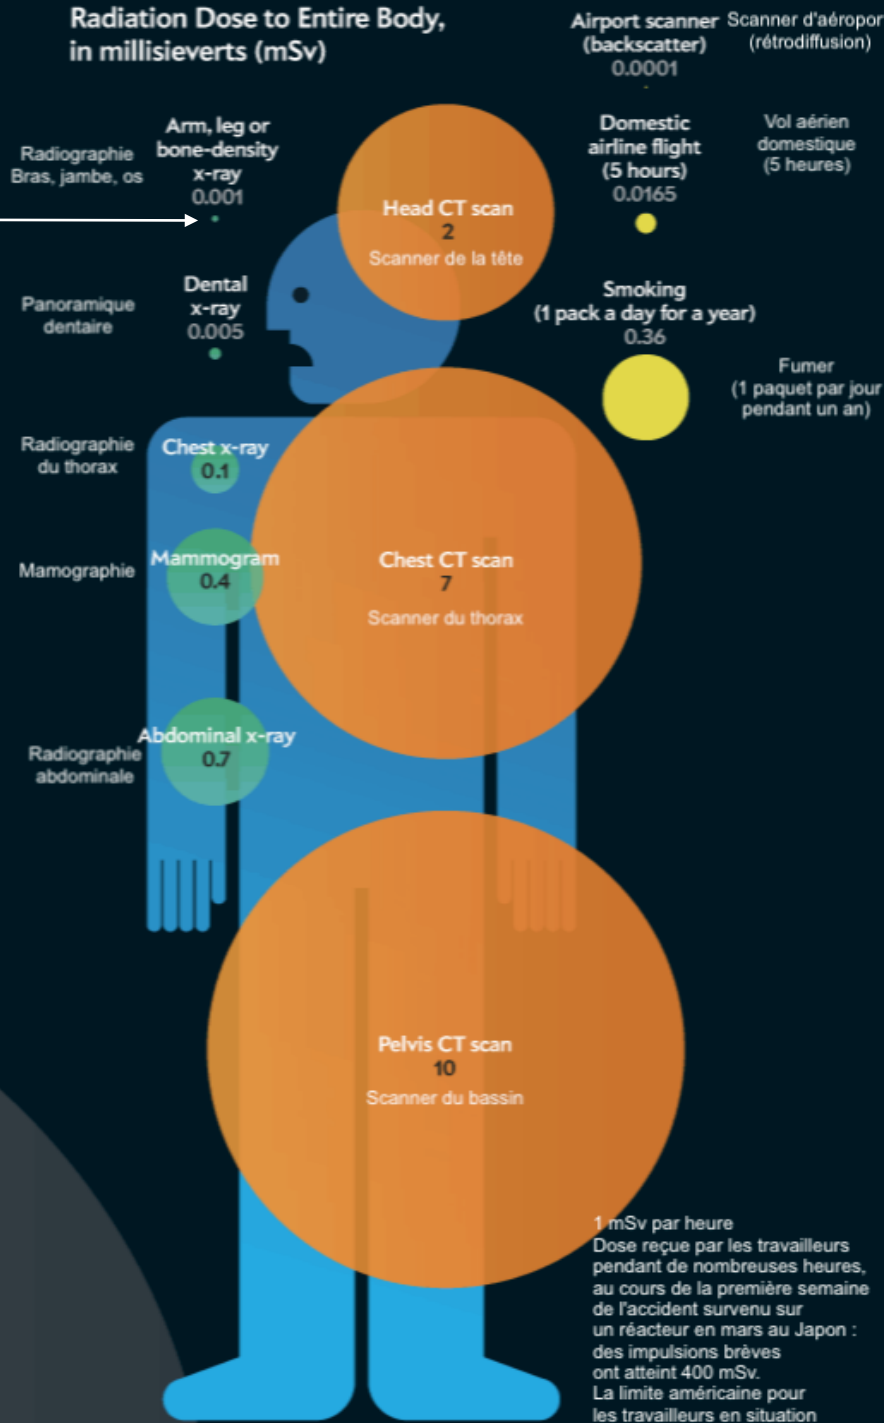 Radiation Dose to Entire Body,
in millisieverts (mSv)
Airport scanner
(backscatter)
0.0001
Scanner d'aéropor
(rétrodiffusion)
Radiographie
Bras, jambe, os
Arm, leg or
bone-density
x-ray
0.001
Head CT scan
2
Scanner de la tête
Domestic
airline flight
(5 hours)
0.0165
Vol aérien
domestique
(5 heures)
Panoramique
dentaire
Dental
x-ray
0.005
Smoking
(1 pack a day for a year)
0.36
Fumer
(1 paquet par jour
pendant un an)
Radiographie
du thorax
Chest x-ray
0.1
Mamographie
Mammogram
0.4
Chest CT scan
7
Scanner du thorax
Radiographie
abdominale
Abdominal x-ray
0.7
Pelvis CT scan
10
Scanner du bassin
1 mSv par heure
Dose reçue par les travailleurs
pendant de nombreuses heures,
au cours de la première semaine
de l'accident survenu sur
un réacteur en mars au Japon :
des impulsions brèves
ont atteint 400 mSv.
La limite américaine pour
les travailleurs en situation